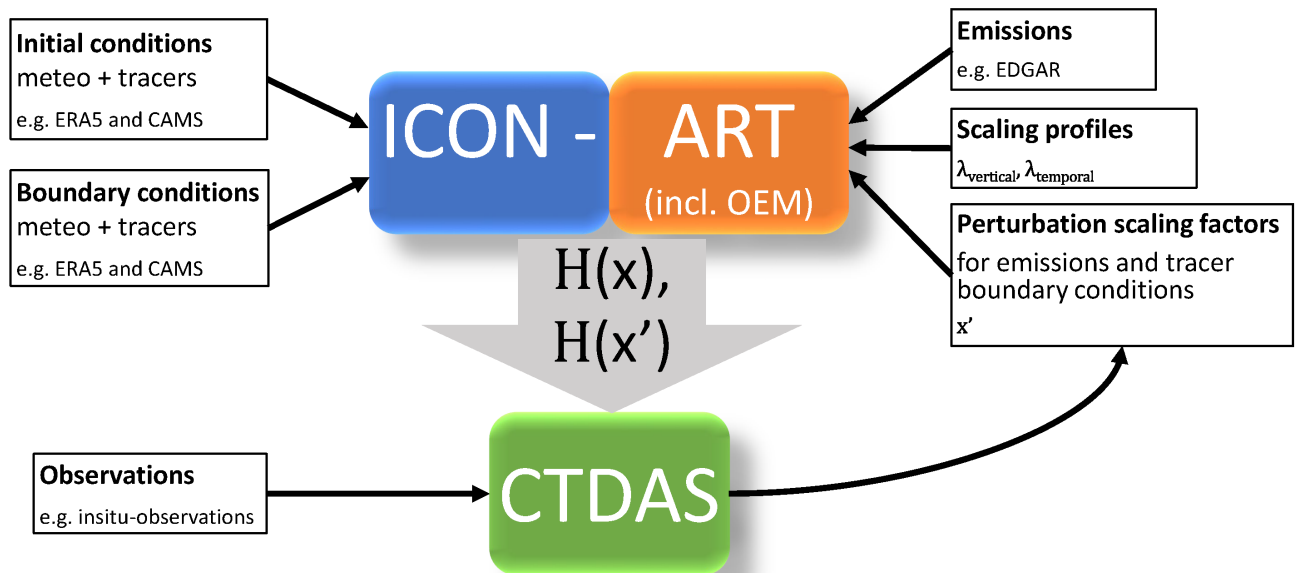 Initial conditions
meteo + tracers
e.g. ERA5 and CAMS
Boundary conditions
meteo + tracers
e.g. ERA5 and CAMS
ICON - ART
(incl. OEM)
Emissions
e.g. EDGAR
Scaling profiles
λvertical, λtemporal
Perturbation scaling factors
for emissions and tracer
boundary conditions
x’
H(x),
H(x’)
Observations
e.g. insitu-observations
CTDAS